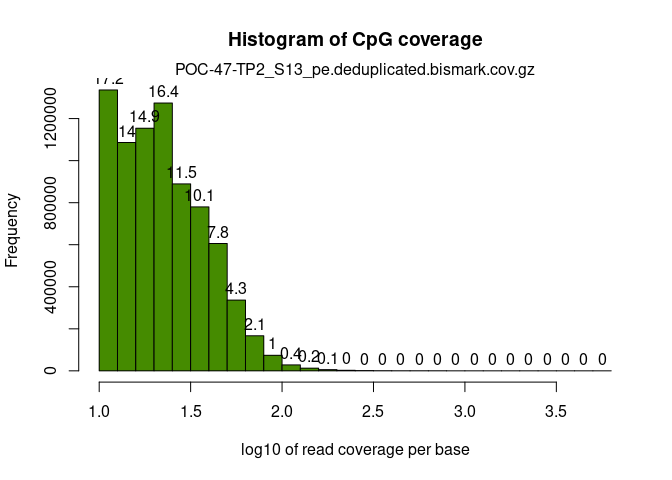 Histogram of CpG coverage
POC-47-TP2_S13_pe.deduplicated.bismark.cov.gz
17.2
14
14.9
16.4
11.5
10.1
7.8
4.3
2.1
1
0.4
0.2
0.1
0 0 0 0 0 0 0 0 0 0 0 0 0 0 0
Frequency
0
400000
800000
1200000
1.0 1.5 2.0 2.5 3.0 3.5
log10 of read coverage per base